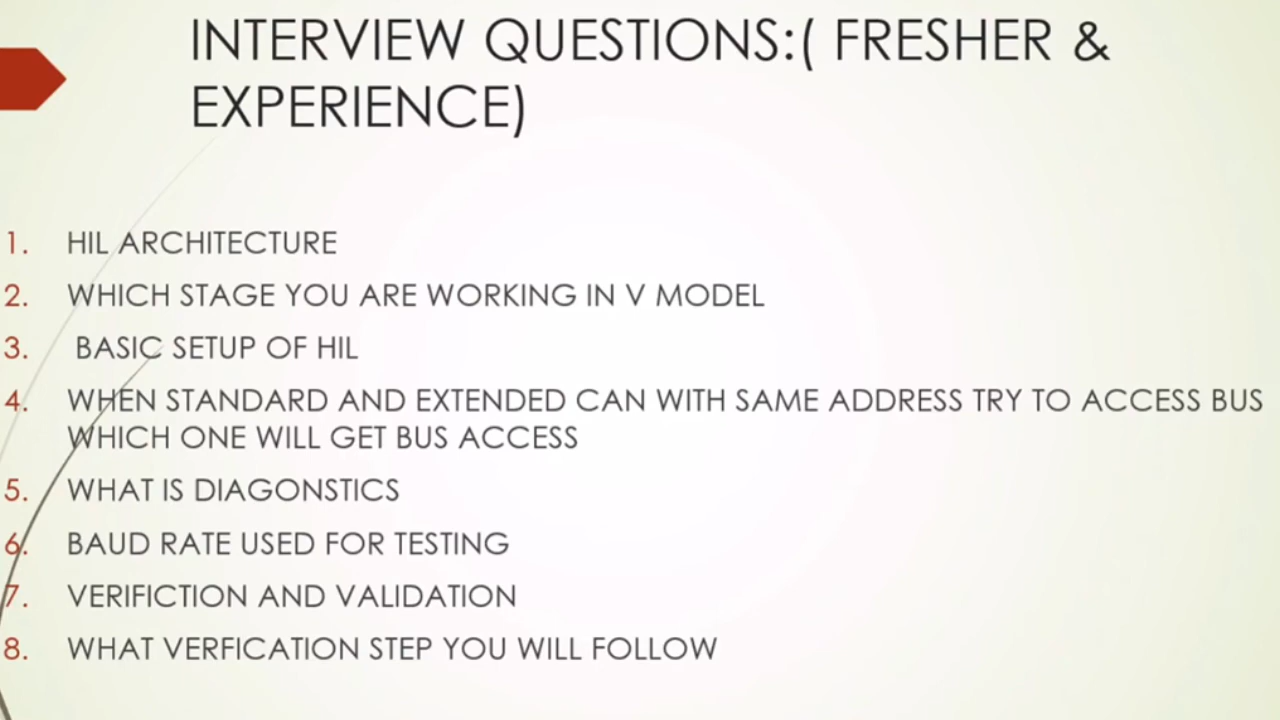 INTERVIEW QUESTIONS:( FRESHER &
EXPERIENCE)
1. HIL ARCHITECTURE
2. WHICH STAGE YOU ARE WORKING IN V MODEL
3. BASIC SETUP OF HIL
4. WHEN STANDARD AND EXTENDED CAN WITH SAME ADDRESS TRY TO ACCESS BUS
WHICH ONE WILL GET BUS ACCESS
5. WHAT IS DIAGONSTICS
6. BAUD RATE USED FOR TESTING
7. VERIFICTION AND VALIDATION
8. WHAT VERFICATION STEP YOU WILL FOLLOW